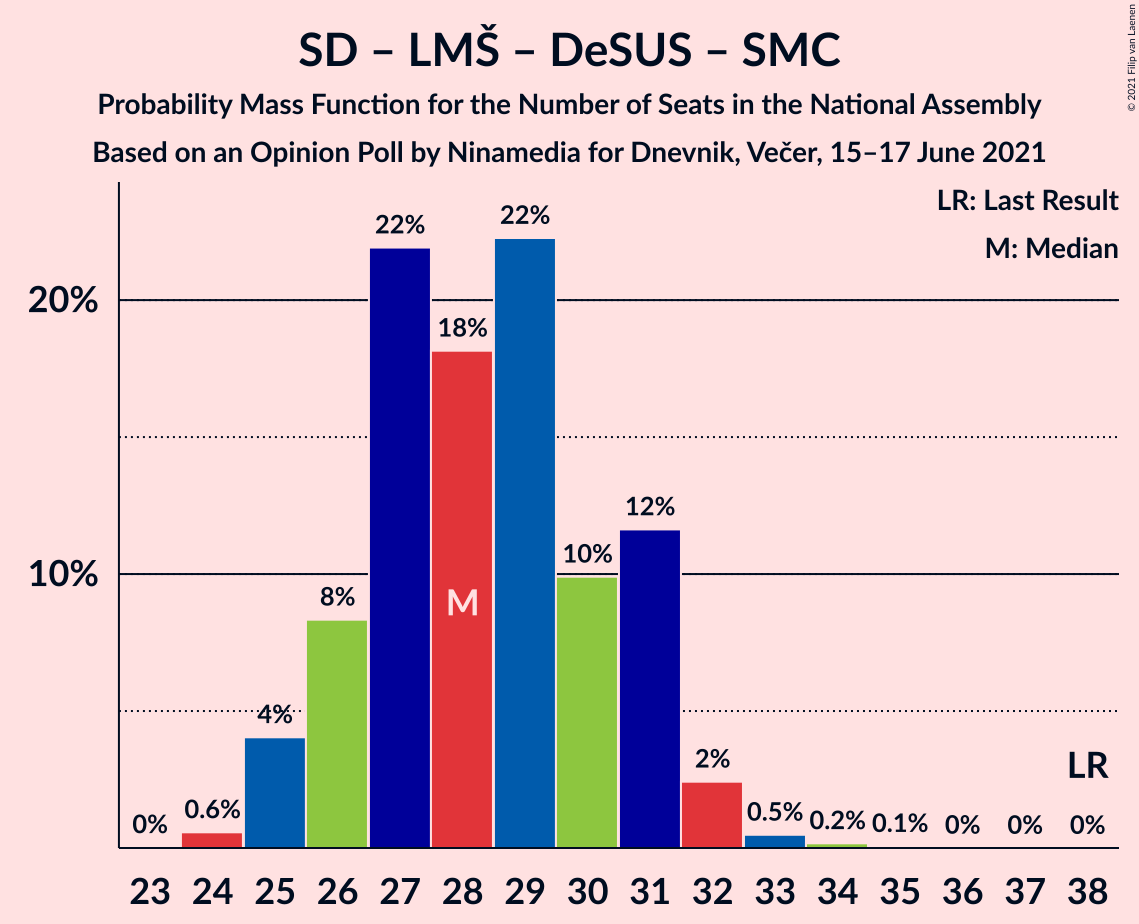 SD – LMŠ – DeSUS – SMC
Probability Mass Function for the Number of Seats in the National Assembly
Based on an Opinion Poll by Ninamedia for Dnevnik, Večer, 15–17 June 2021
© 2021 Filip van Laenen
LR: Last Result
M: Median
22%
22%
20%
18%
12%
10%
10%
M
8%
4%
2%
LR
0%
0.6%
0.5%
0.2%
0.1%
0%
0%
0%
23 24 25 26 27 28 29 30 31 32 33 34 35 36 37 38